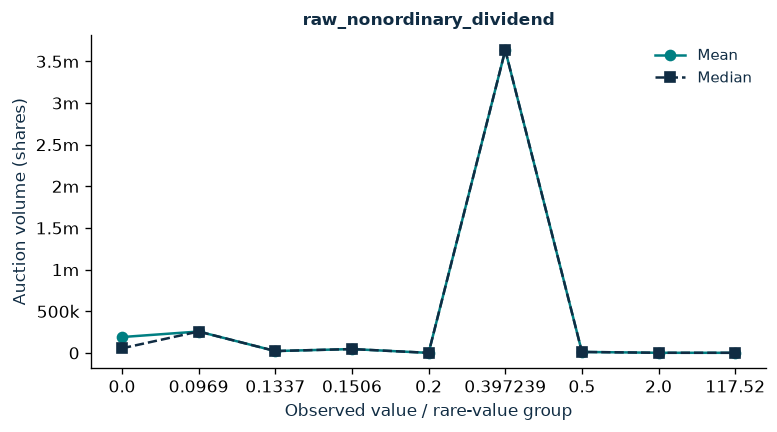 raw_nonordinary_dividend
Mean
Median
Auction volume (shares)
3.5m
3m
2.5m
2m
1.5m
1m
500k
0
0.0 0.0969 0.1337 0.1506 0.2 0.397239 0.5 2.0 117.52
Observed value / rare-value group